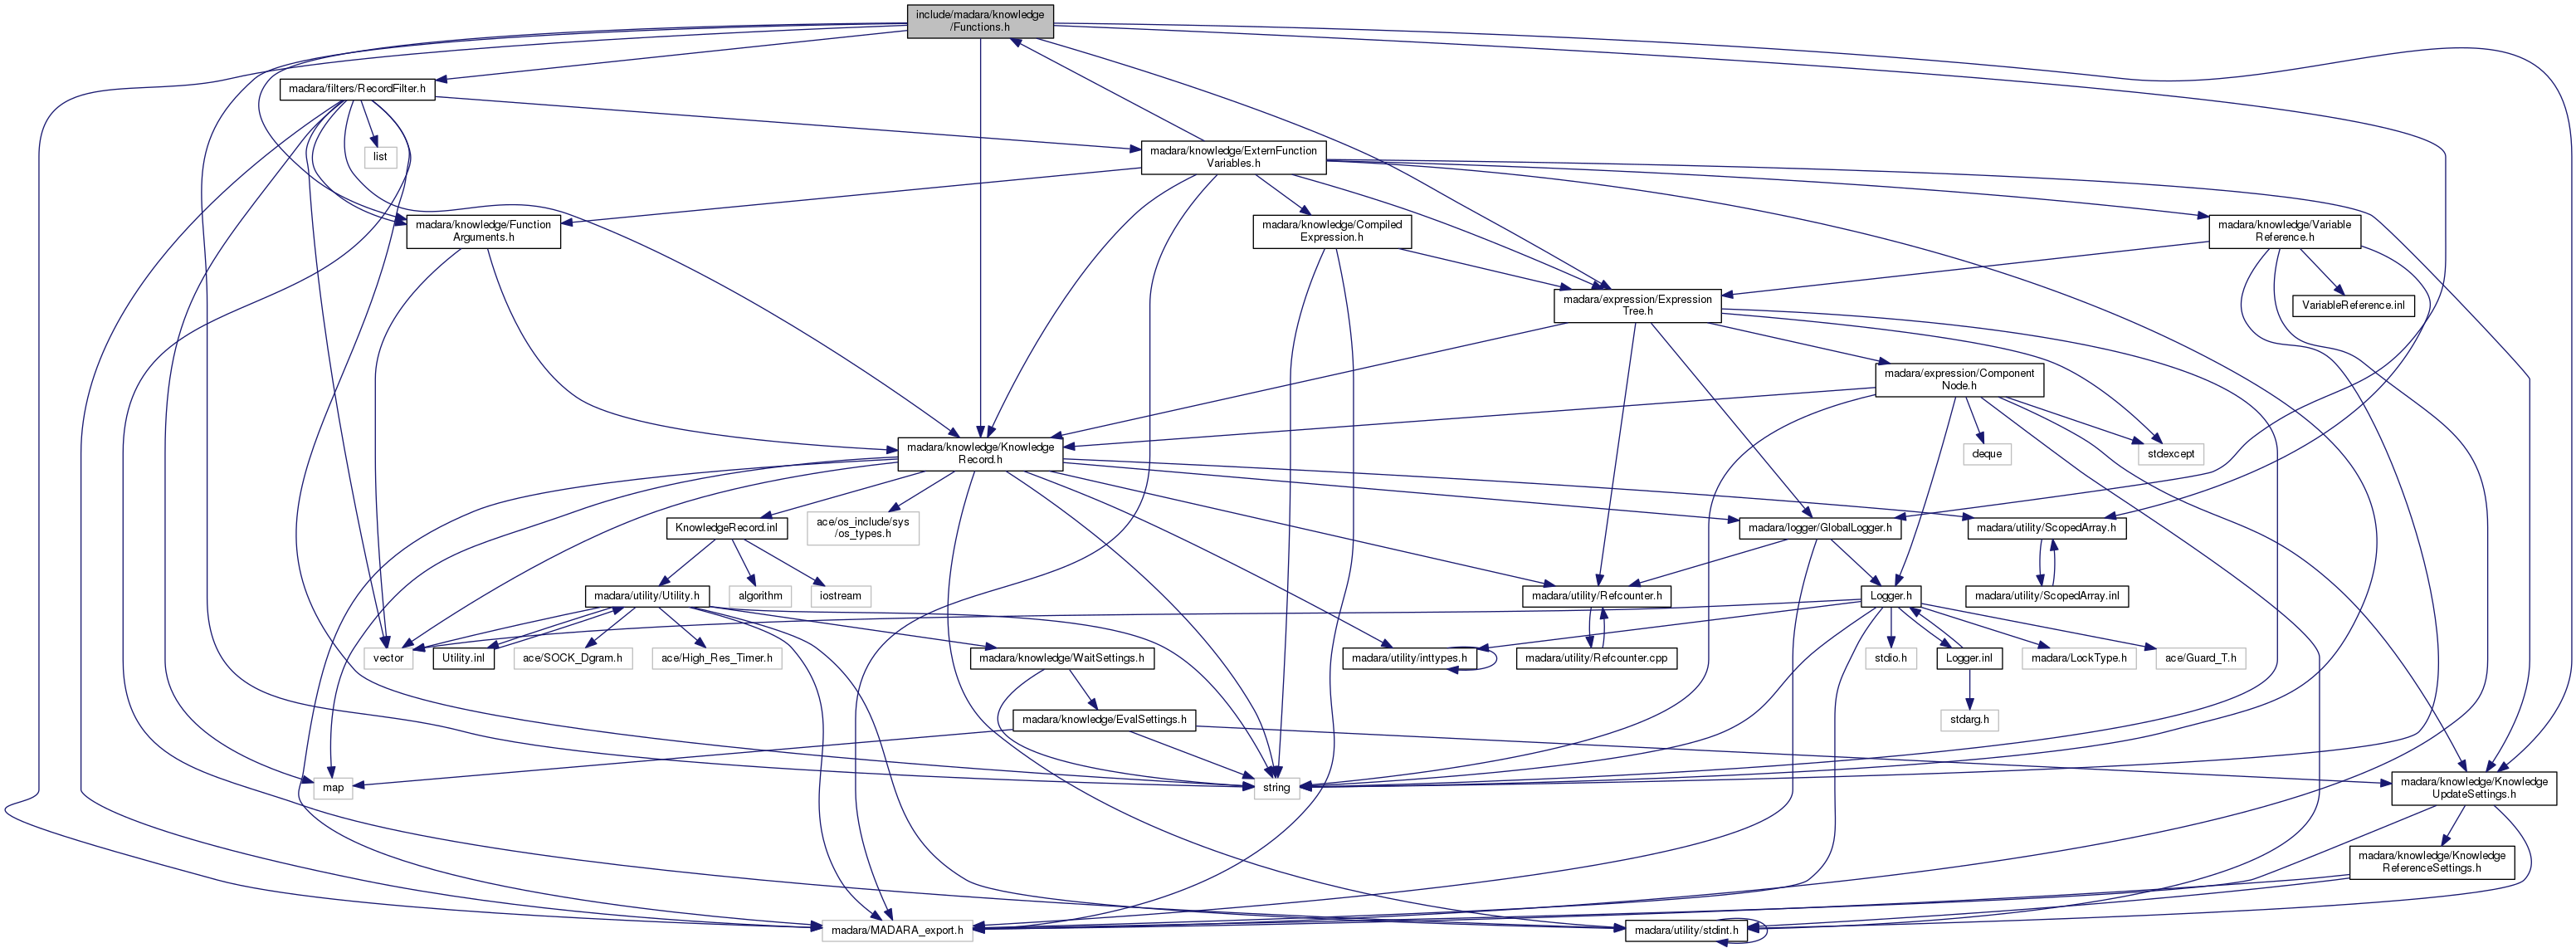 include/madara/knowledge
/Functions.h
madara/filters/RecordFilter.h
list
madara/knowledge/ExternFunction
Variables.h
madara/knowledge/Function
Arguments.h
madara/knowledge/Compiled
Expression.h
madara/knowledge/Variable
Reference.h
madara/expression/Expression
Tree.h
VariableReference.inl
madara/expression/Component
Node.h
madara/knowledge/Knowledge
Record.h
deque
stdexcept
KnowledgeRecord.inl
ace/os_include/sys
/os_types.h
madara/logger/GlobalLogger.h
madara/utility/ScopedArray.h
madara/utility/Utility.h
algorithm
iostream
madara/utility/Refcounter.h
Logger.h
madara/utility/ScopedArray.inl
vector
Utility.inl
ace/SOCK_Dgram.h
ace/High_Res_Timer.h
madara/knowledge/WaitSettings.h
madara/utility/inttypes.h
madara/utility/Refcounter.cpp
stdio.h
Logger.inl
madara/LockType.h
ace/Guard_T.h
madara/knowledge/EvalSettings.h
stdarg.h
map
string
madara/knowledge/Knowledge
UpdateSettings.h
madara/knowledge/Knowledge
ReferenceSettings.h
madara/MADARA_export.h
madara/utility/stdint.h